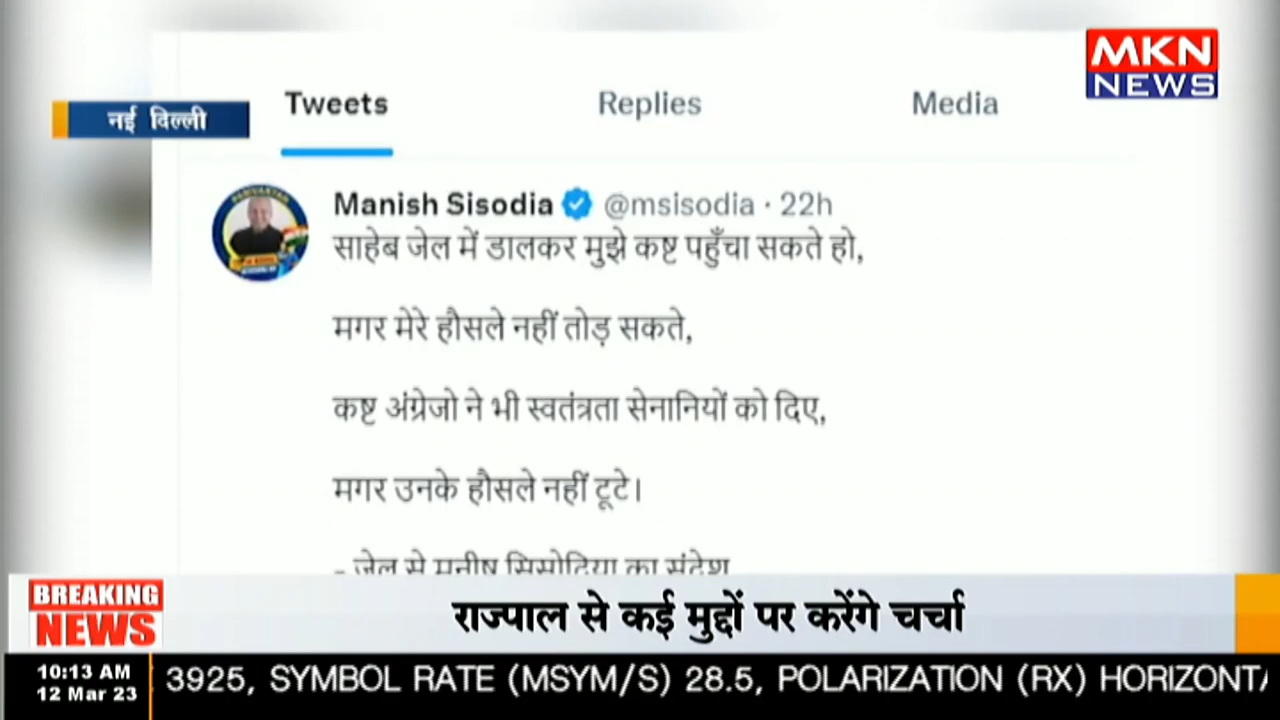 MKN
NEWS
नई दिल्ली
Tweets Replies Media
Manish Sisodia @msisodia · 22h
साहेब जेल में डालकर मुझे कष्ट पहुँचा सकते हो,
मगर मेरे हौसले नहीं तोड़ सकते,
कष्ट अंग्रेजो ने भी स्वतंत्रता सेनानियों को दिए,
मगर उनके हौसले नहीं टूटे।
- जेल से मनीष सिसोदिया का संदेश
BREAKING
NEWS
राज्पाल से कई मुद्दों पर करेंगे चर्चा
10:13 AM
12 Mar 23
3925, SYMBOL RATE (MSYM/S) 28.5, POLARIZATION (RX) HORIZONTA